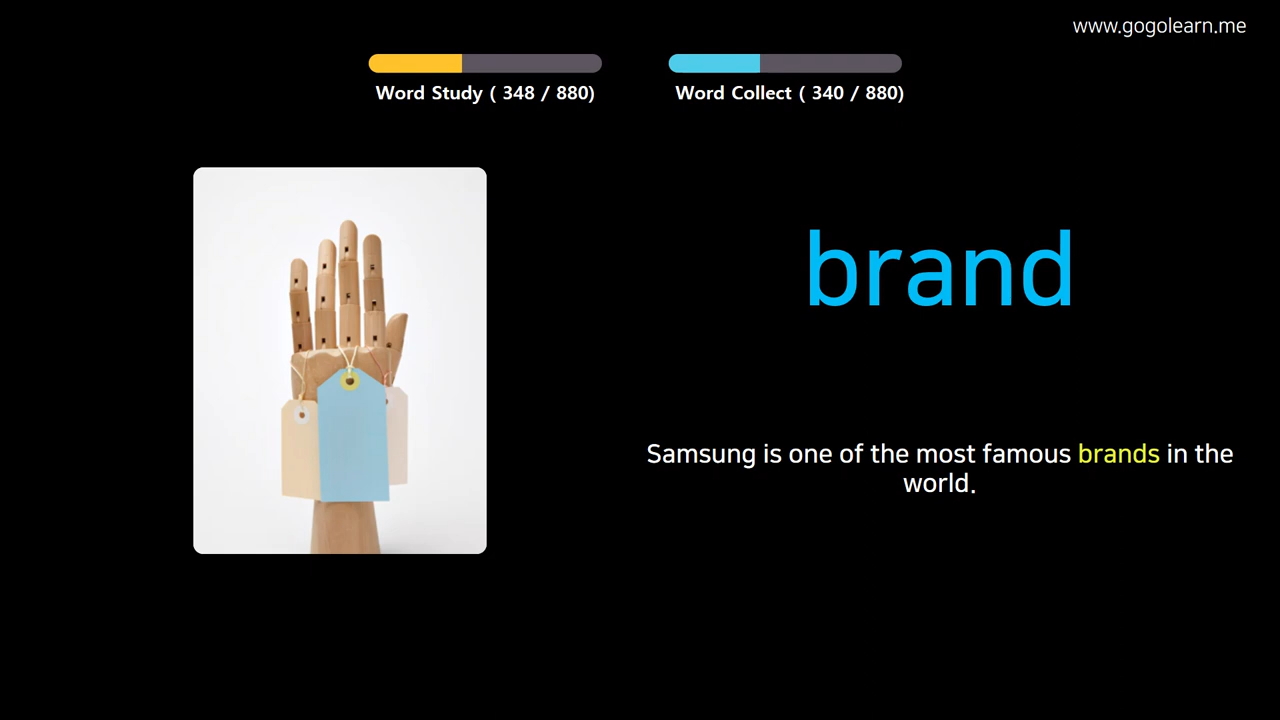 www.gogolearn.me
Word Study ( 348 / 880)
Word Collect ( 340 / 880)
brand
Samsung is one of the most famous brands in the
world.